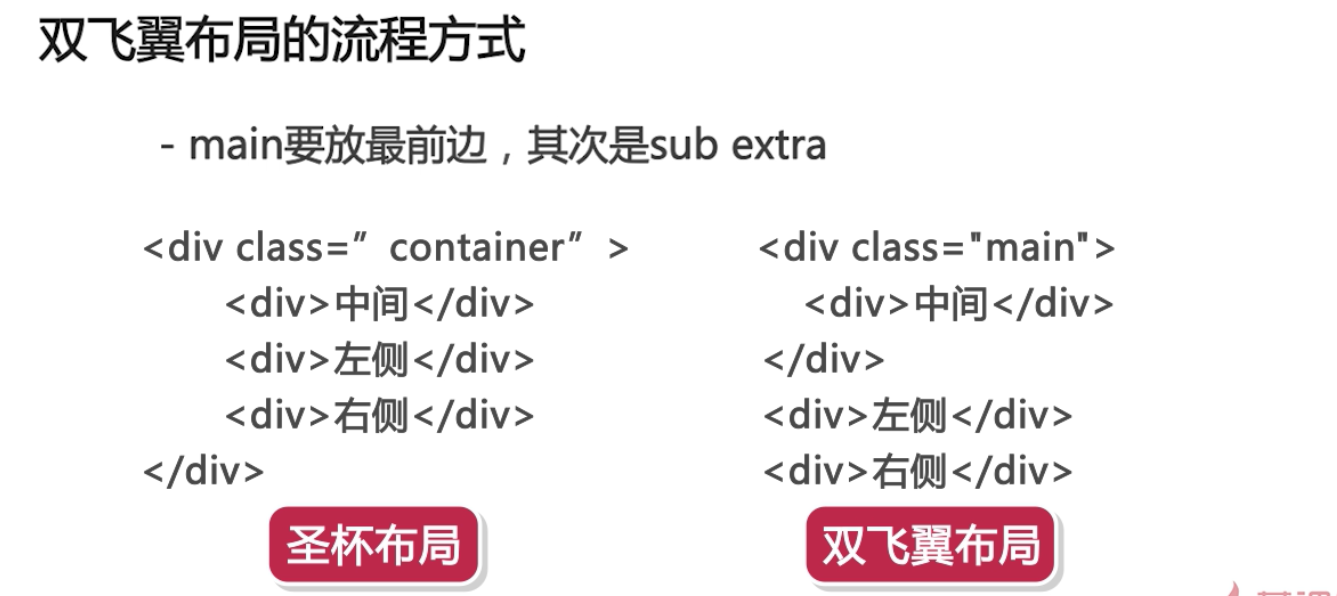 双飞翼布局的流程方式
- main要放最前边，其次是sub extra
<div class=”container”>
<div>中间</div>
<div>左侧</div>
<div>右侧</div>
</div>
圣杯布局
<div class="main">
<div>中间</div>
</div>
<div>左侧</div>
<div>右侧</div>
双飞翼布局